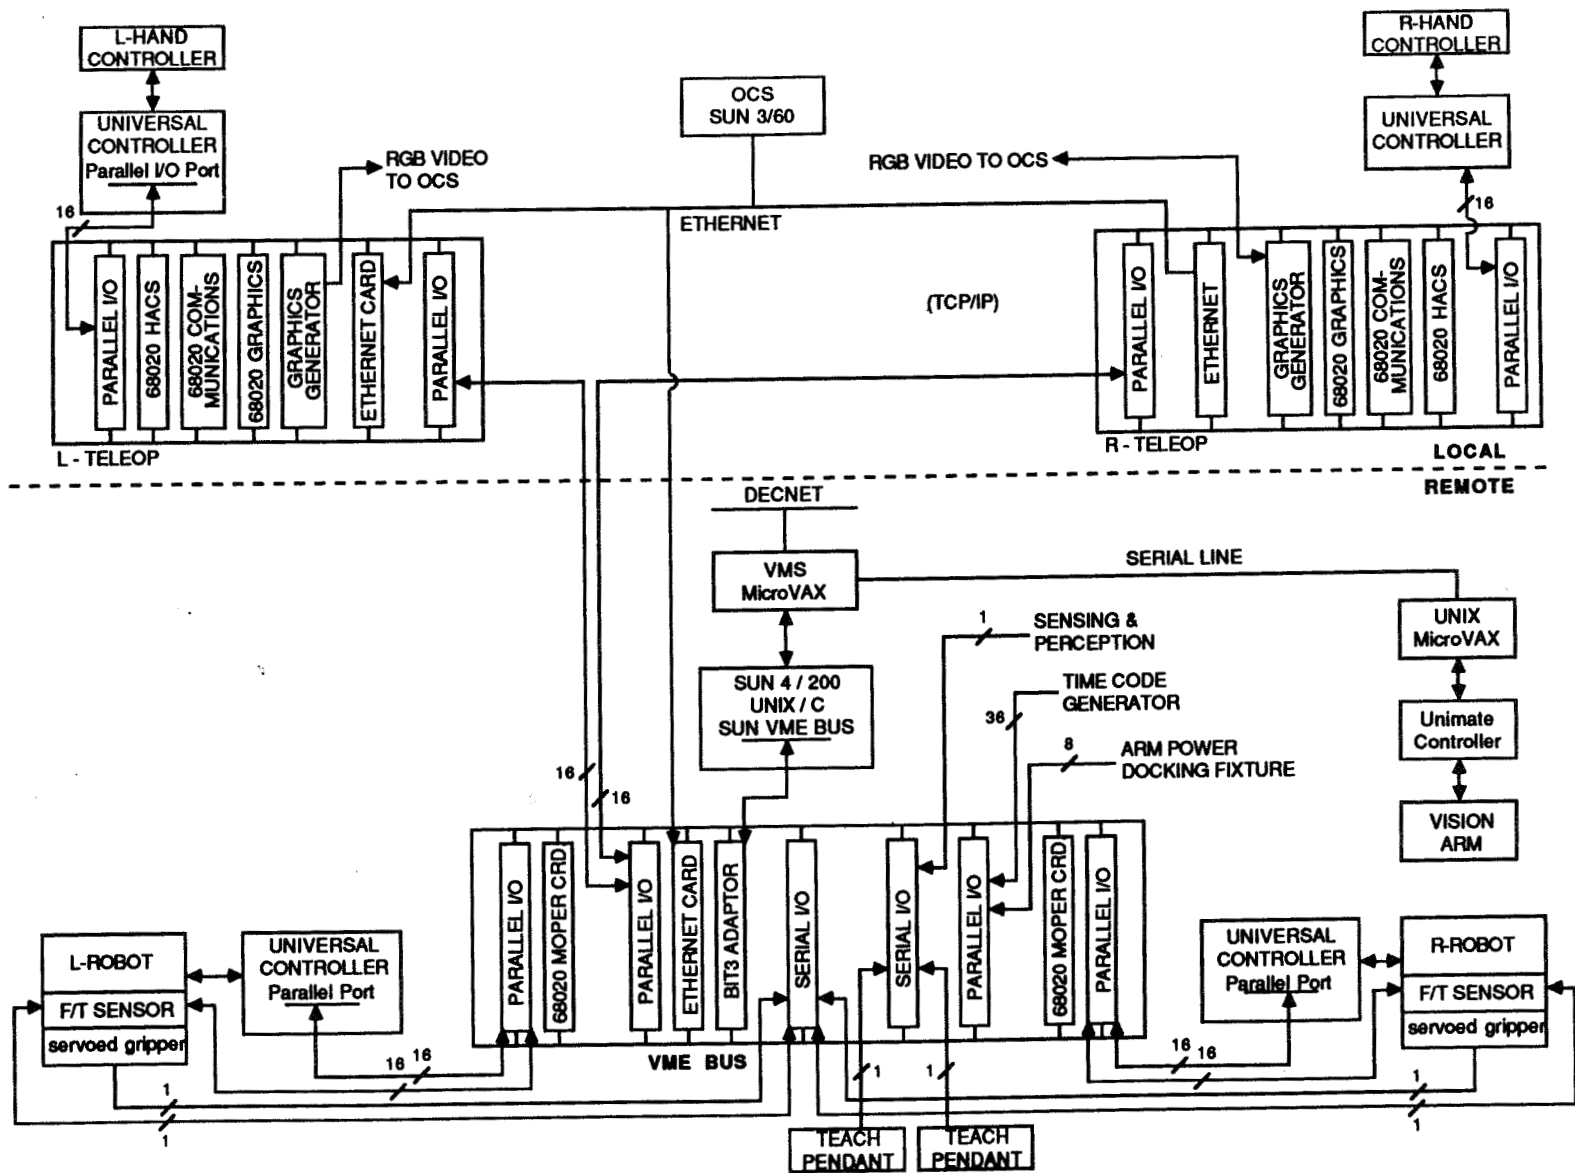 L-HAND
CONTROLLER
R-HAND
CONTROLLER
OCS
SUN 3/60
UNIVERSAL
CONTROLLER
Parallel I/O Port
UNIVERSAL
CONTROLLER
RGB VIDEO
TO OCS
RGB VIDEO TO OCS
16
16
ETHERNET
PARALLEL I/O
68020 HACS
68020 COM-
MUNICATIONS
68020 GRAPHICS
GRAPHICS
GENERATOR
ETHERNET CARD
PARALLEL I/O
(TCP/IP)
PARALLEL I/O
ETHERNET
GRAPHICS
GENERATOR
68020 GRAPHICS
68020 COM-
MUNICATIONS
68020 HACS
PARALLEL I/O
L - TELEOP
R - TELEOP
LOCAL
REMOTE
DECNET
VMS
MicroVAX
SERIAL LINE
UNIX
MicroVAX
1
SENSING &
PERCEPTION
SUN 4 / 200
UNIX / C
SUN VME BUS
TIME CODE
GENERATOR
36
Unimate
Controller
8
ARM POWER
DOCKING FIXTURE
16
16
VISION
ARM
PARALLEL I/O
68020 MOPER CRD
PARALLEL I/O
ETHERNET CARD
BIT3 ADAPTOR
SERIAL I/O
SERIAL I/O
PARALLEL I/O
68020 MOPER CRD
PARALLEL I/O
L-ROBOT
F/T SENSOR
servoed gripper
UNIVERSAL
CONTROLLER
Parallel Port
UNIVERSAL
CONTROLLER
Parallel Port
R-ROBOT
F/T SENSOR
servoed gripper
VME BUS
16
16
16
16
1
1
1
1
1
1
TEACH
PENDANT
TEACH
PENDANT